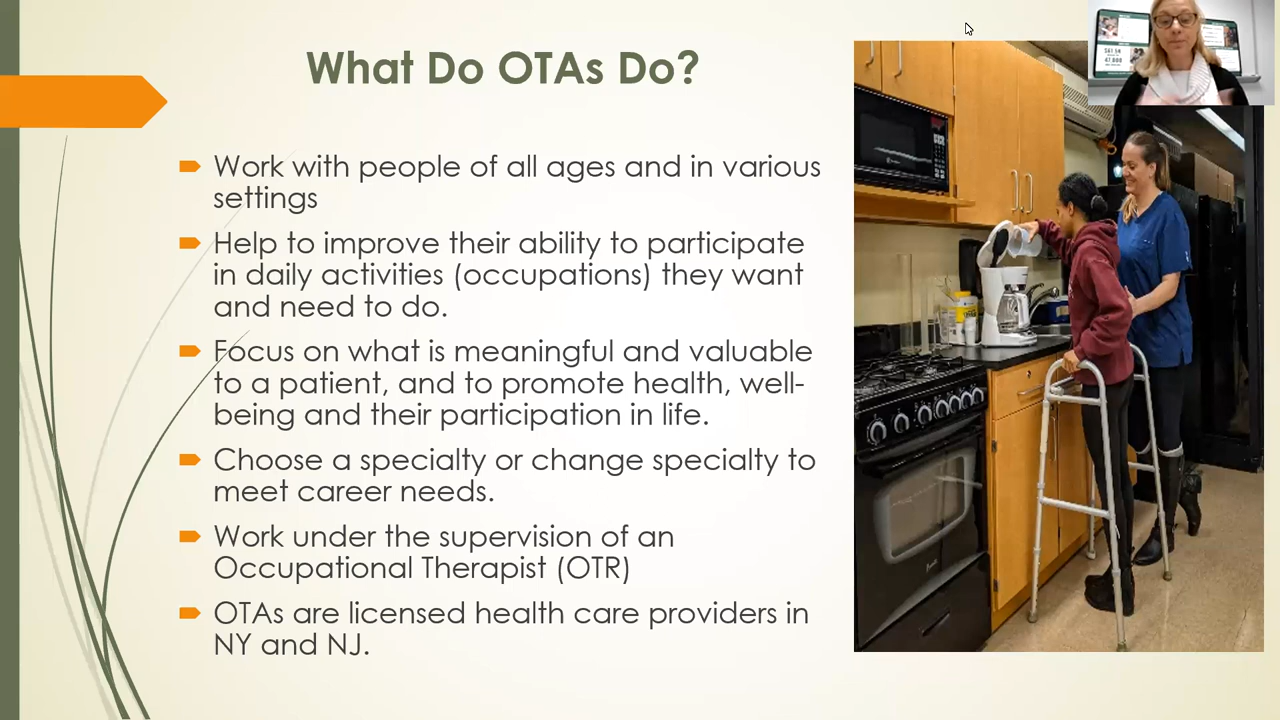 What Do OTAs Do?
Work with people of all ages and in various
settings
Help to improve their ability to participate
in daily activities (occupations) they want
and need to do.
Focus on what is meaningful and valuable
to a patient, and to promote health, well-
being and their participation in life.
Choose a specialty or change specialty to
meet career needs.
Work under the supervision of an
Occupational Therapist (OTR)
OTAs are licensed health care providers in
NY and NJ.